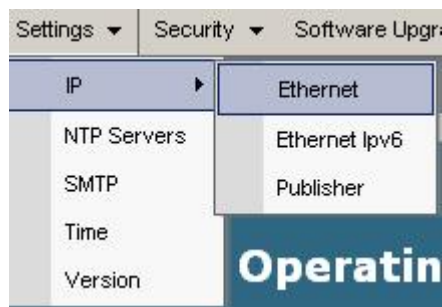 Settings Security Software Upgra
IP Ethernet
NTP Servers Ethernet Ipv6
SMTP Publisher
Time
Version Operatin